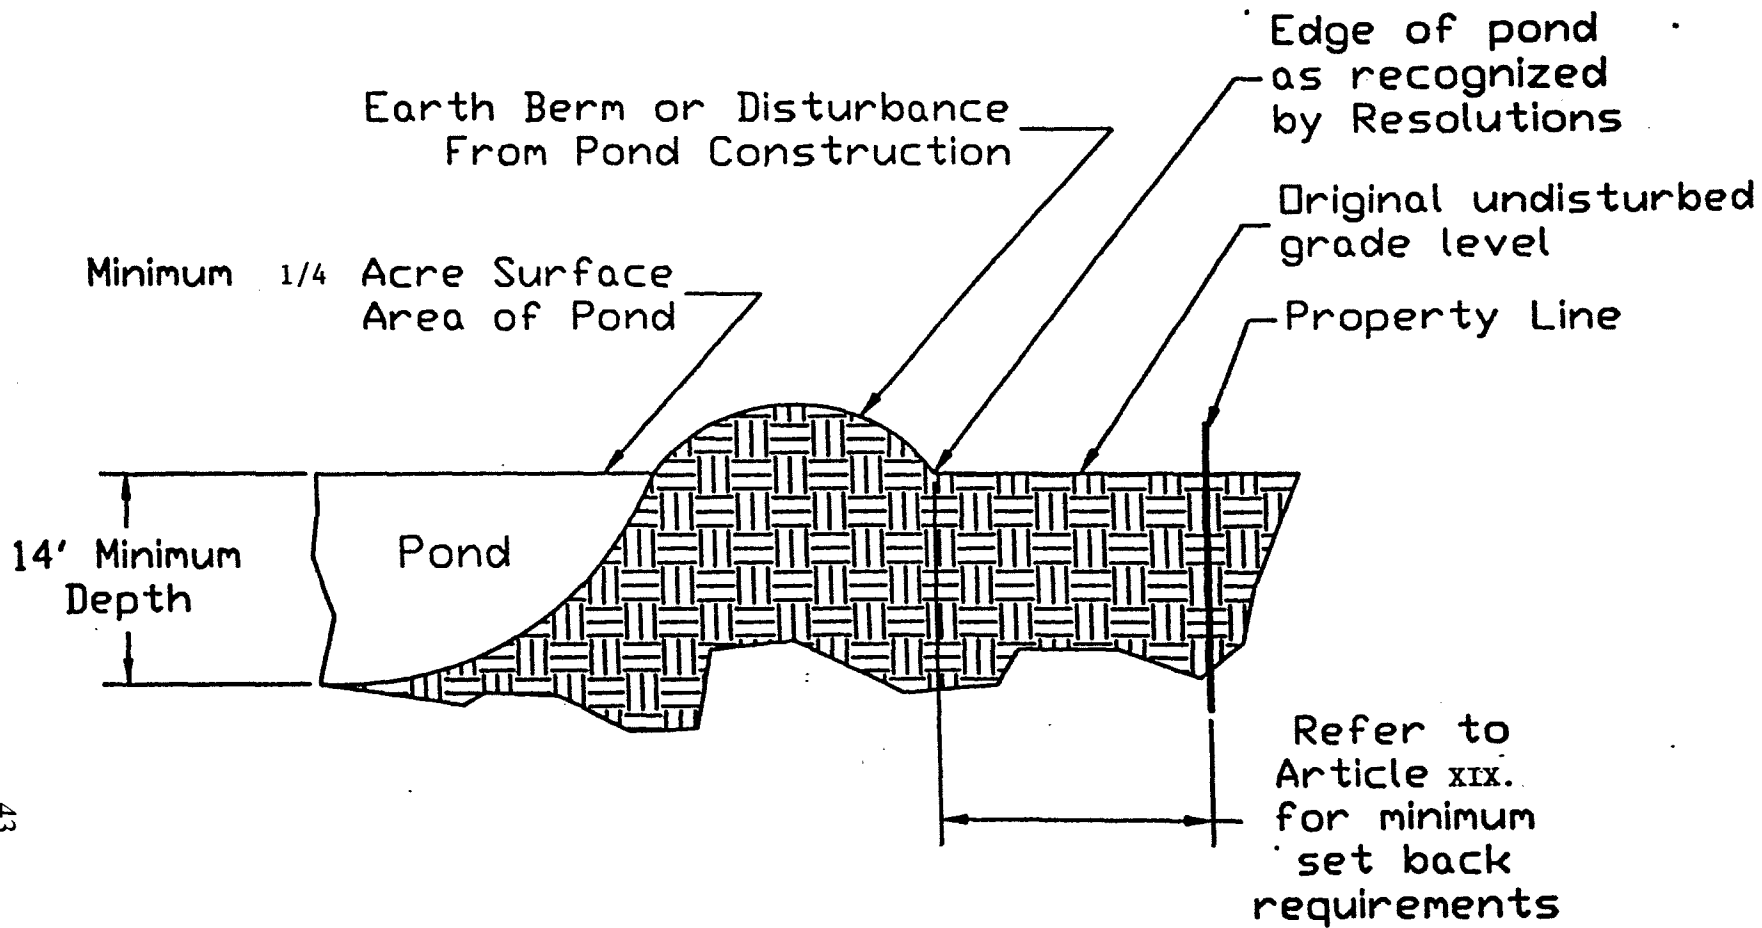 Edge of pond
as recognized
by Resolutions
Earth Berm or Disturbance
From Pond Construction
Original undisturbed
grade level
Minimum 1/4 Acre Surface
Area of Pond
Property Line
Pond
14' Minimum
Depth
Refer to
Article XIX.
for minimum
set back
requirements
43